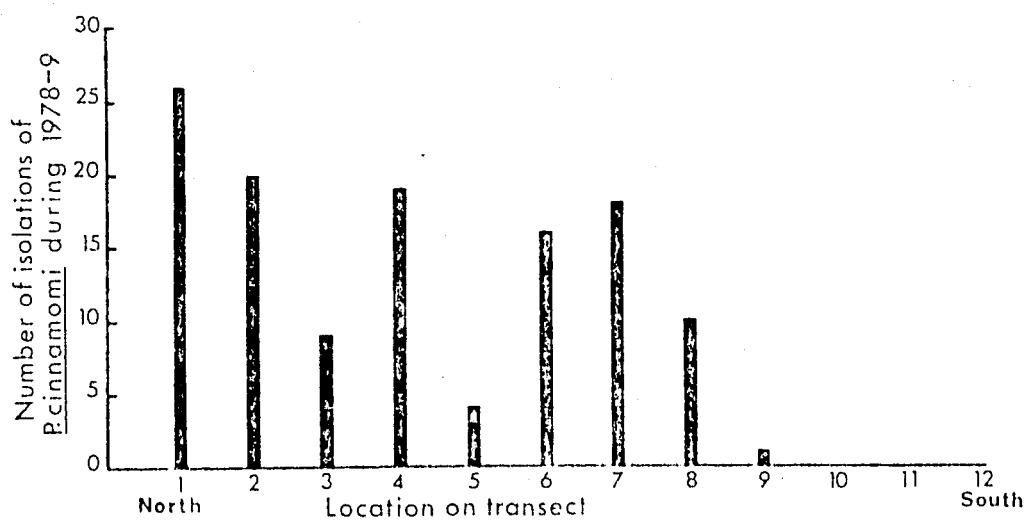 Number of isolations of
P.cinnamomi during 1978-9
30
25
20
15
10
5
0
1 2 3 4 5 6 7 8 9 10 11 12
North Location on transect South